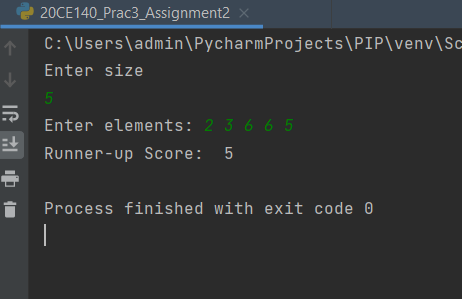 20CE140_Prac3_Assignment2
C:\Users\admin\PycharmProjects\PIP\venv\Sc
Enter size
5
Enter elements: 2 3 6 6 5
Runner-up Score:  5
Process finished with exit code 0